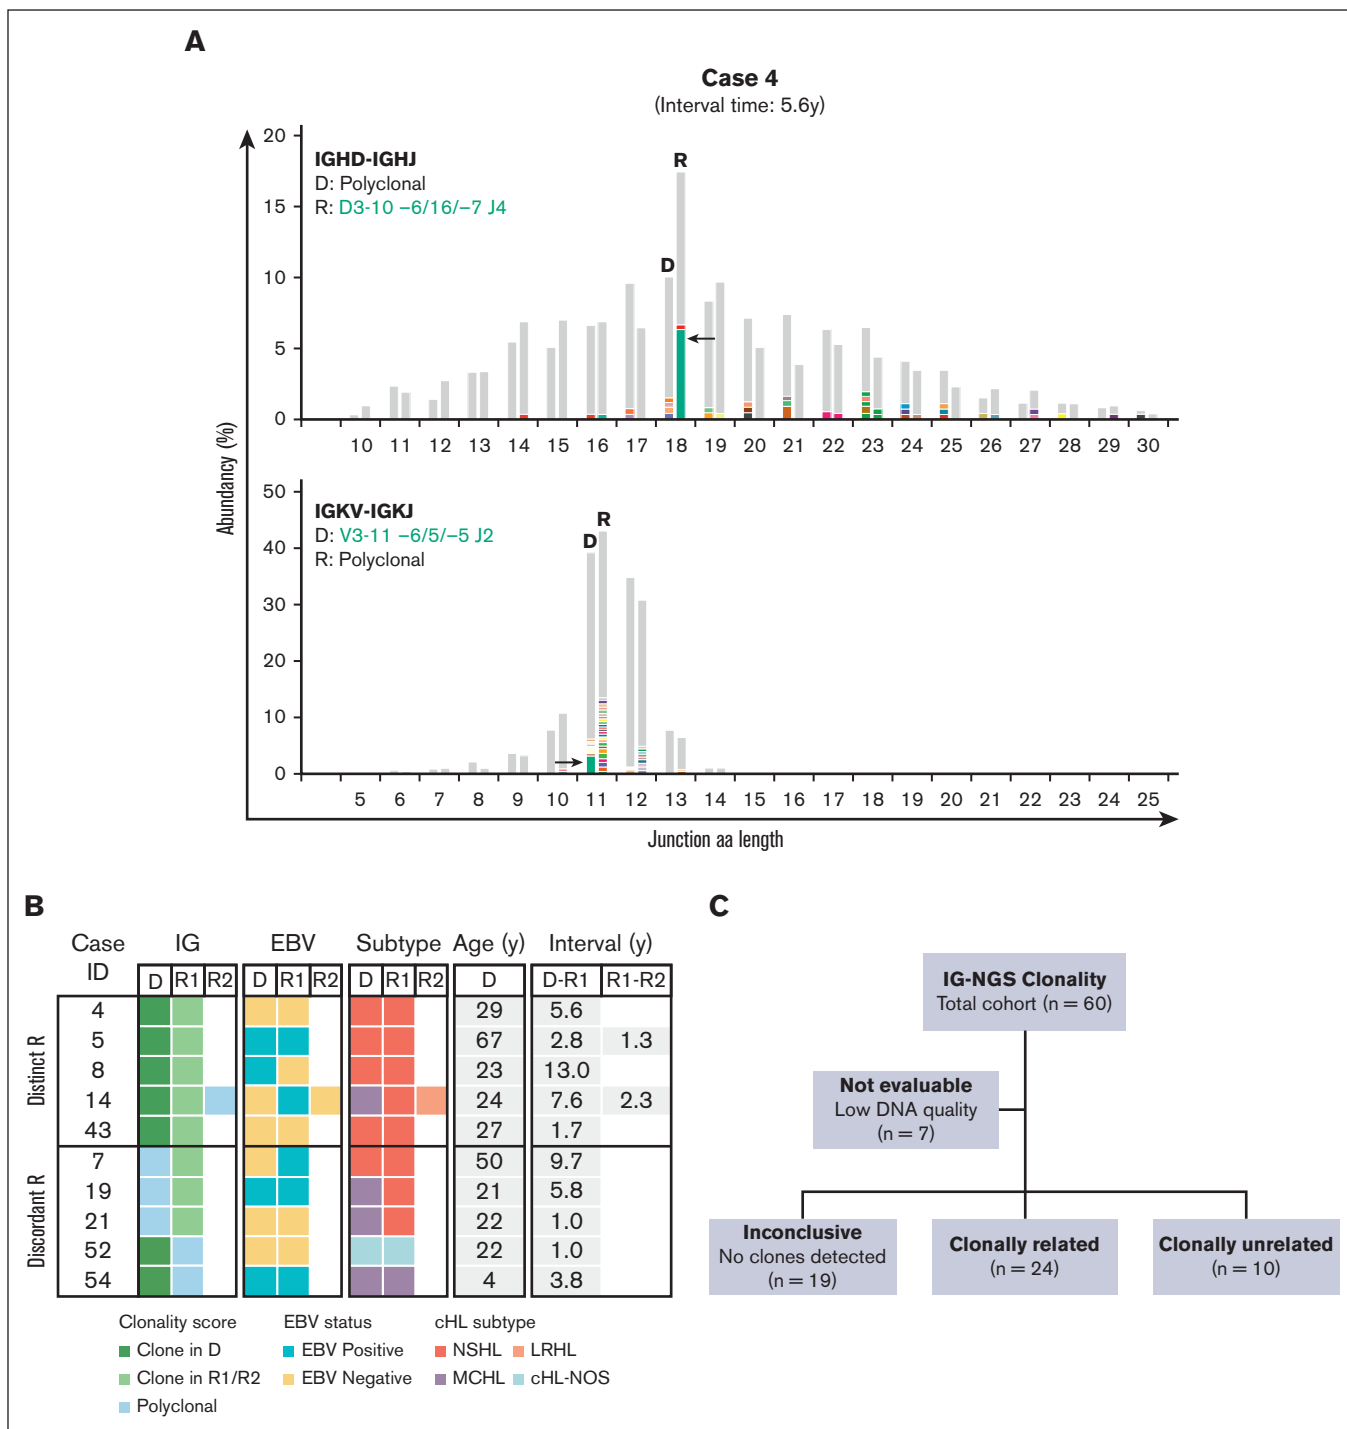 A
Case 4
(Interval time: 5.6y)
20
15
10
5
0
IGHD-IGHJ
D: Polyclonal
R: D3-10 –6/16/–7 J4
D
R
10 11 12 13 14 15 16 17 18 19 20 21 22 23 24 25 26 27 28 29 30
Abundancy (%)
50
40
30
20
10
0
IGKV-IGKJ
D: V3-11 –6/5/–5 J2
R: Polyclonal
D
R
5 6 7 8 9 10 11 12 13 14 15 16 17 18 19 20 21 22 23 24 25
Junction aa length
B
Case ID IG EBV Subtype Age (y) Interval (y)
D R1 R2 D R1 R2 D R1 R2 D D-R1 R1-R2
Distinct R
4 29 5.6
5 67 2.8 1.3
8 23 13.0
14 24 7.6 2.3
43 27 1.7
Discordant R
7 50 9.7
19 21 5.8
21 22 1.0
52 22 1.0
54 4 3.8
Clonality score
Clone in D
Clone in R1/R2
Polyclonal
EBV status
EBV Positive
EBV Negative
cHL subtype
NSHL LRHL
MCHL cHL-NOS
C
IG-NGS Clonality
Total cohort (n = 60)
Not evaluable
Low DNA quality
(n = 7)
Inconclusive
No clones detected
(n = 19)
Clonally related
(n = 24)
Clonally unrelated
(n = 10)